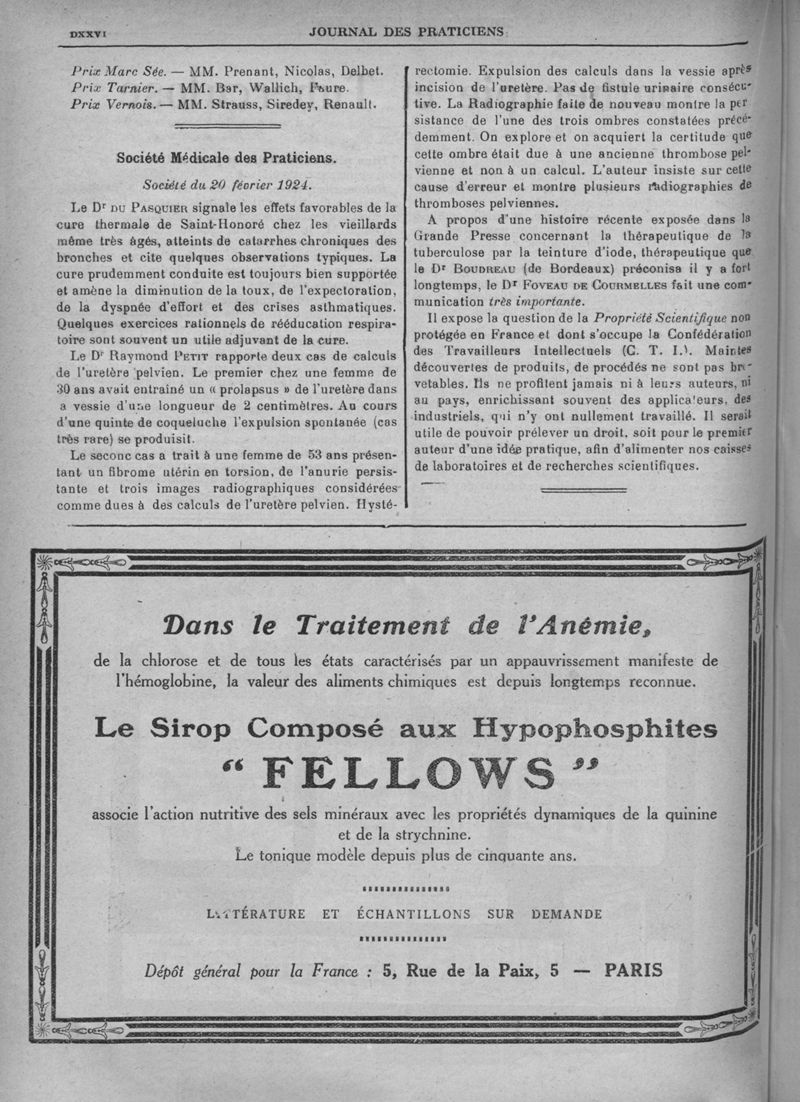 DXXVI
JOURNAL DES PRATICIENS
Prix Marc Sée. — MM. Prenant, Nicolas, Delbet.
Prix Tarnier. — MM. Bar, Wallich, Faure.
Prix Vernois. — MM. Strauss, Siredey, Renault.
Société Médicale des Praticiens.
Société du 20 février 1924.
Le Dr DU PASQUIER signale les effets favorables de la
cure thermale de Saint-Honoré chez les vieillards
même très âgés, atteints de catarrhes chroniques des
bronches et cite quelques observations typiques. La
cure prudemment conduite est toujours bien supportée
et amène la diminution de la toux, de l'expectoration,
de la dyspnée d'effort et des crises asthmatiques.
Quelques exercices rationnels de rééducation respira-
toire sont souvent un utile adjuvant de la cure.
Le Dr Raymond PETIT rapporte deux cas de calculs
de l'uretère pelvien. Le premier chez une femme de
30 ans avait entraîné un « prolapsus » de l'uretère dans
a vessie d'une longueur de 2 centimètres. Au cours
d'une quinte de coqueluche l'expulsion spontanée (cas
très rare) se produisit.
Le seconc cas a trait à une femme de 53 ans présen-
tant un fibrome utérin en torsion, de l'anurie persis-
tante et trois images radiographiques considérées
comme dues à des calculs de l'uretère pelvien. Hysté-
rectomie. Expulsion des calculs dans la vessie après
incision de l'uretère. Pas de fistule urinaire consécu-
tive. La Radiographie faite de nouveau montre la per
sistance de l'une des trois ombres constatées précé-
demment. On explore et on acquiert la certitude que
cette ombre était due à une ancienne thrombose pel-
vienne et non à un calcul. L'auteur insiste sur cette
cause d'erreur et montre plusieurs radiographies de
thromboses pelviennes.
A propos d'une histoire récente exposée dans la
Grande Presse concernant la thérapeutique de la
tuberculose par la teinture d'iode, thérapeutique que
le Dr BOUDREAU (de Bordeaux) préconisa il y a fort
longtemps, le Dr FOVEAU DE COURMELLES fait une com-
munication très importante.
Il expose la question de la Propriété Scientifique non
protégée en France et dont s'occupe la Confédération
des Travailleurs Intellectuels (C. T. I.). Maintes
découvertes de produits, de procédés ne sont pas bre-
vetables. Ils ne profitent jamais ni à leurs auteurs, ni
au pays, enrichissant souvent des applicateurs, des
industriels, qui n'y ont nullement travaillé. Il serait
utile de pouvoir prélever un droit, soit pour le premier
auteur d'une idée pratique, afin d'alimenter nos caisses
de laboratoires et de recherches scientifiques.
Dans le Traitement de l'Anémie,
de la chlorose et de tous les états caractérisés par un appauvrissement manifeste de
l'hémoglobine, la valeur des aliments chimiques est depuis longtemps reconnue.
Le Sirop Composé aux Hypophosphites
“ FELLOWS ”
associe l'action nutritive des sels minéraux avec les propriétés dynamiques de la quinine
et de la strychnine.
Le tonique modèle depuis plus de cinquante ans.
LITTÉRATURE ET ÉCHANTILLONS SUR DEMANDE
Dépôt général pour la France : 5, Rue de la Paix, 5 — PARIS